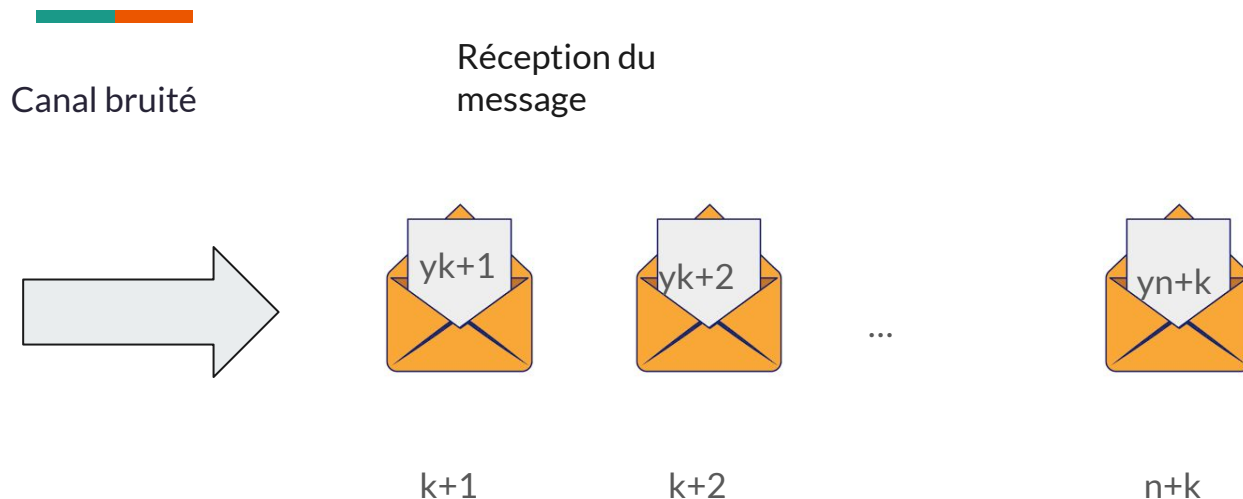 Canal bruité
Réception du
message
yk+1
yk+2
yn+k
...
k+1
k+2
n+k